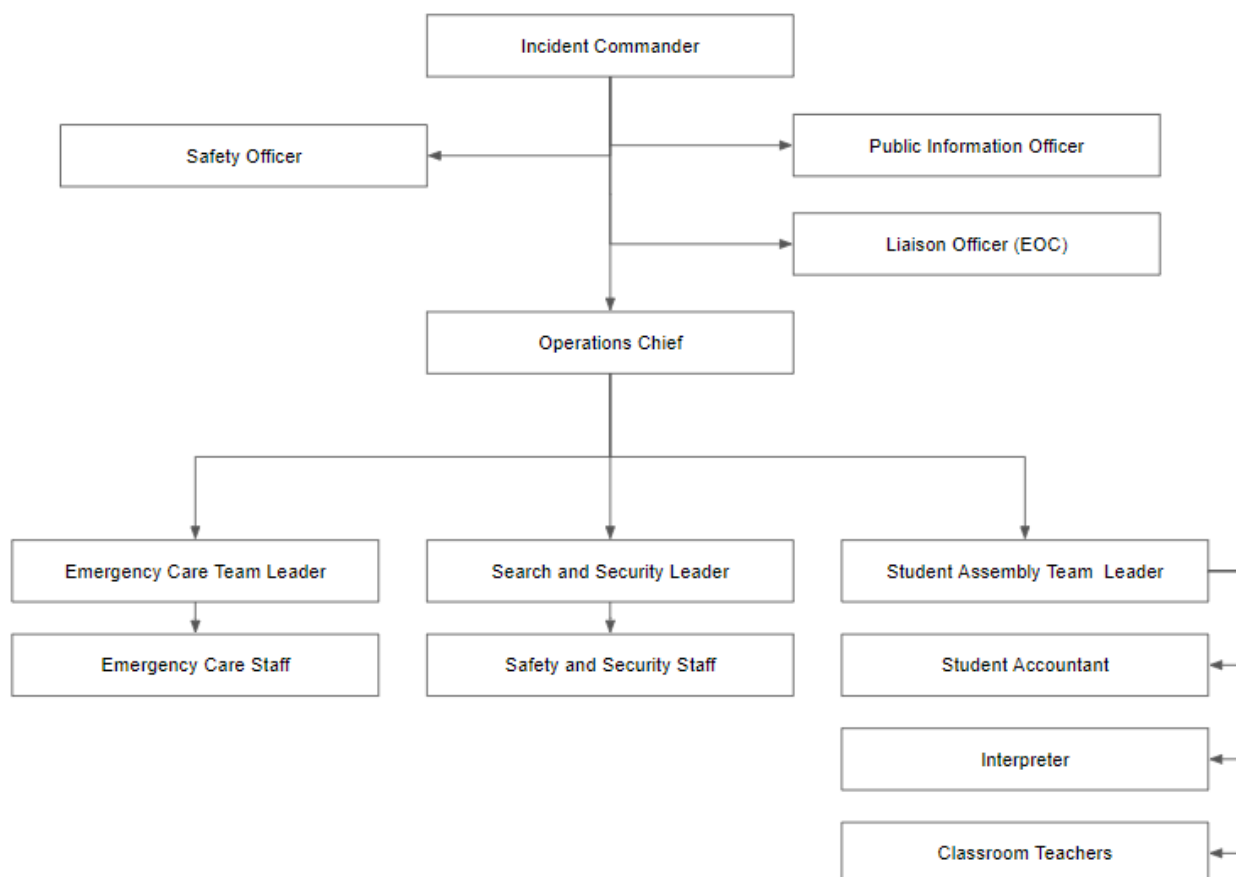 Incident Commander
Safety Officer
Public Information Officer
Liaison Officer (EOC)
Operations Chief
Emergency Care Team Leader
Search and Security Leader
Student Assembly Team Leader
Emergency Care Staff
Safety and Security Staff
Student Accountant
Interpreter
Classroom Teachers